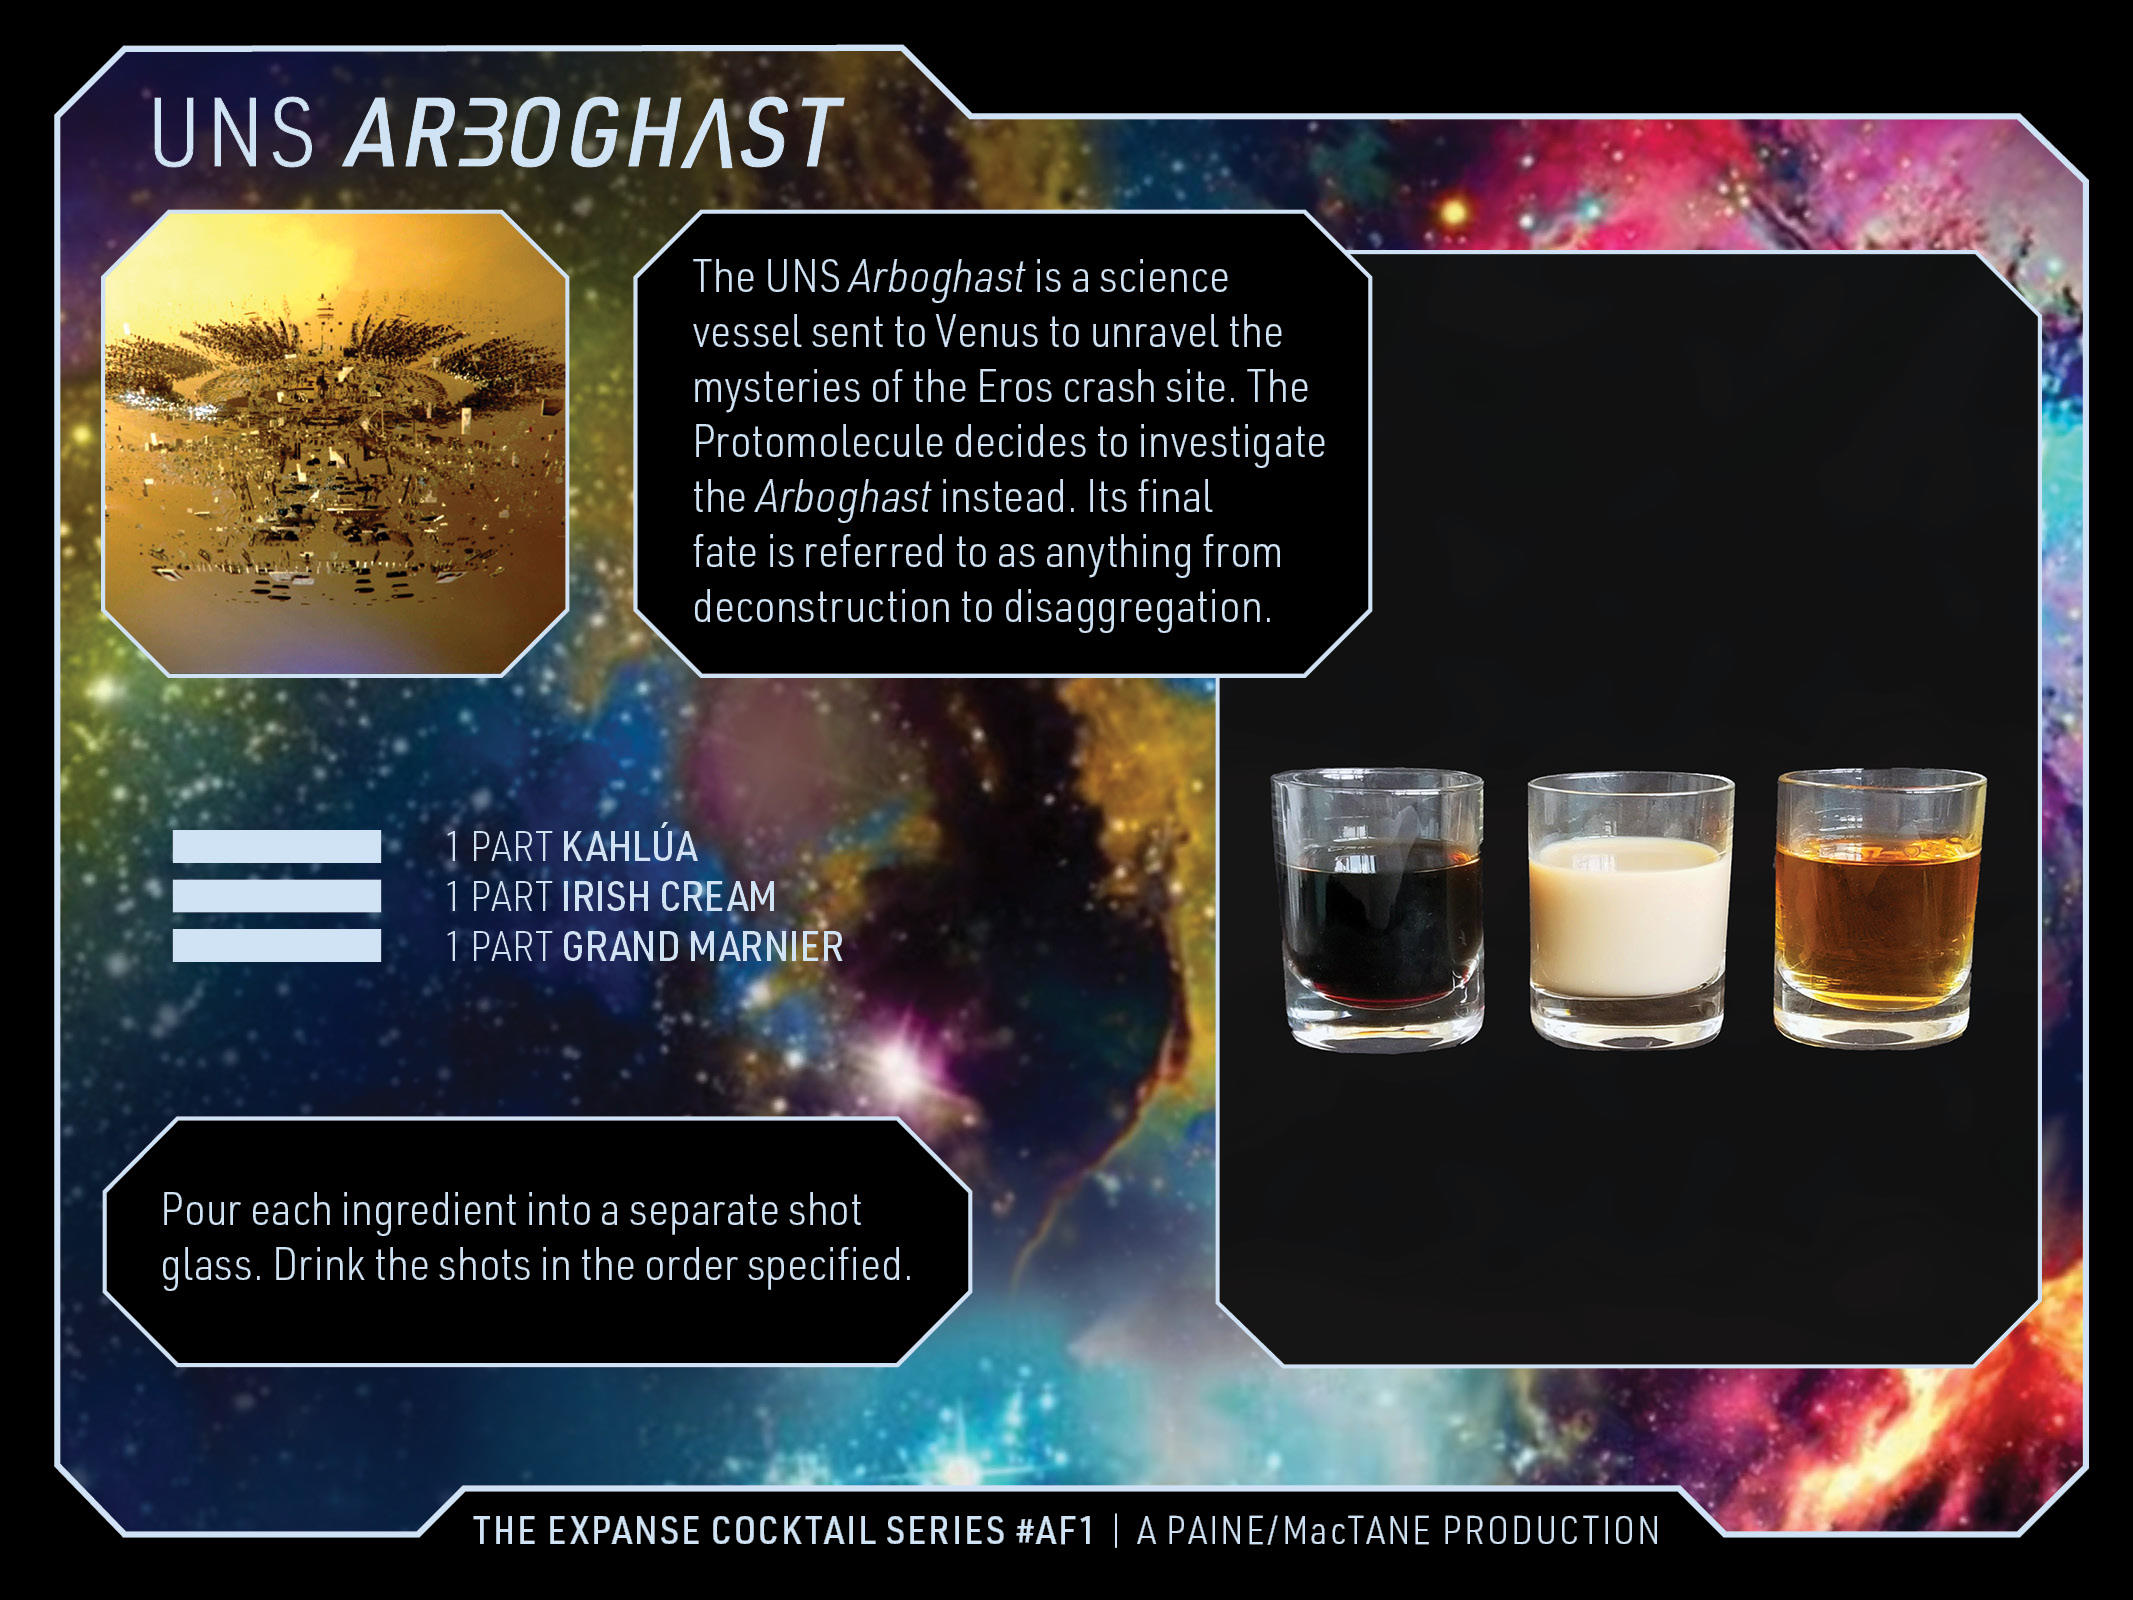 UNS ARBOGHAST
The UNS Arboghast is a science
vessel sent to Venus to unravel the
mysteries of the Eros crash site. The
Protomolecule decides to investigate
the Arboghast instead. Its final
fate is referred to as anything from
deconstruction to disaggregation.
1 PART KAHLÚA
1 PART IRISH CREAM
1 PART GRAND MARNIER
Pour each ingredient into a separate shot
glass. Drink the shots in the order specified.
THE EXPANSE COCKTAIL SERIES #AF1 | A PAINE/MacTANE PRODUCTION